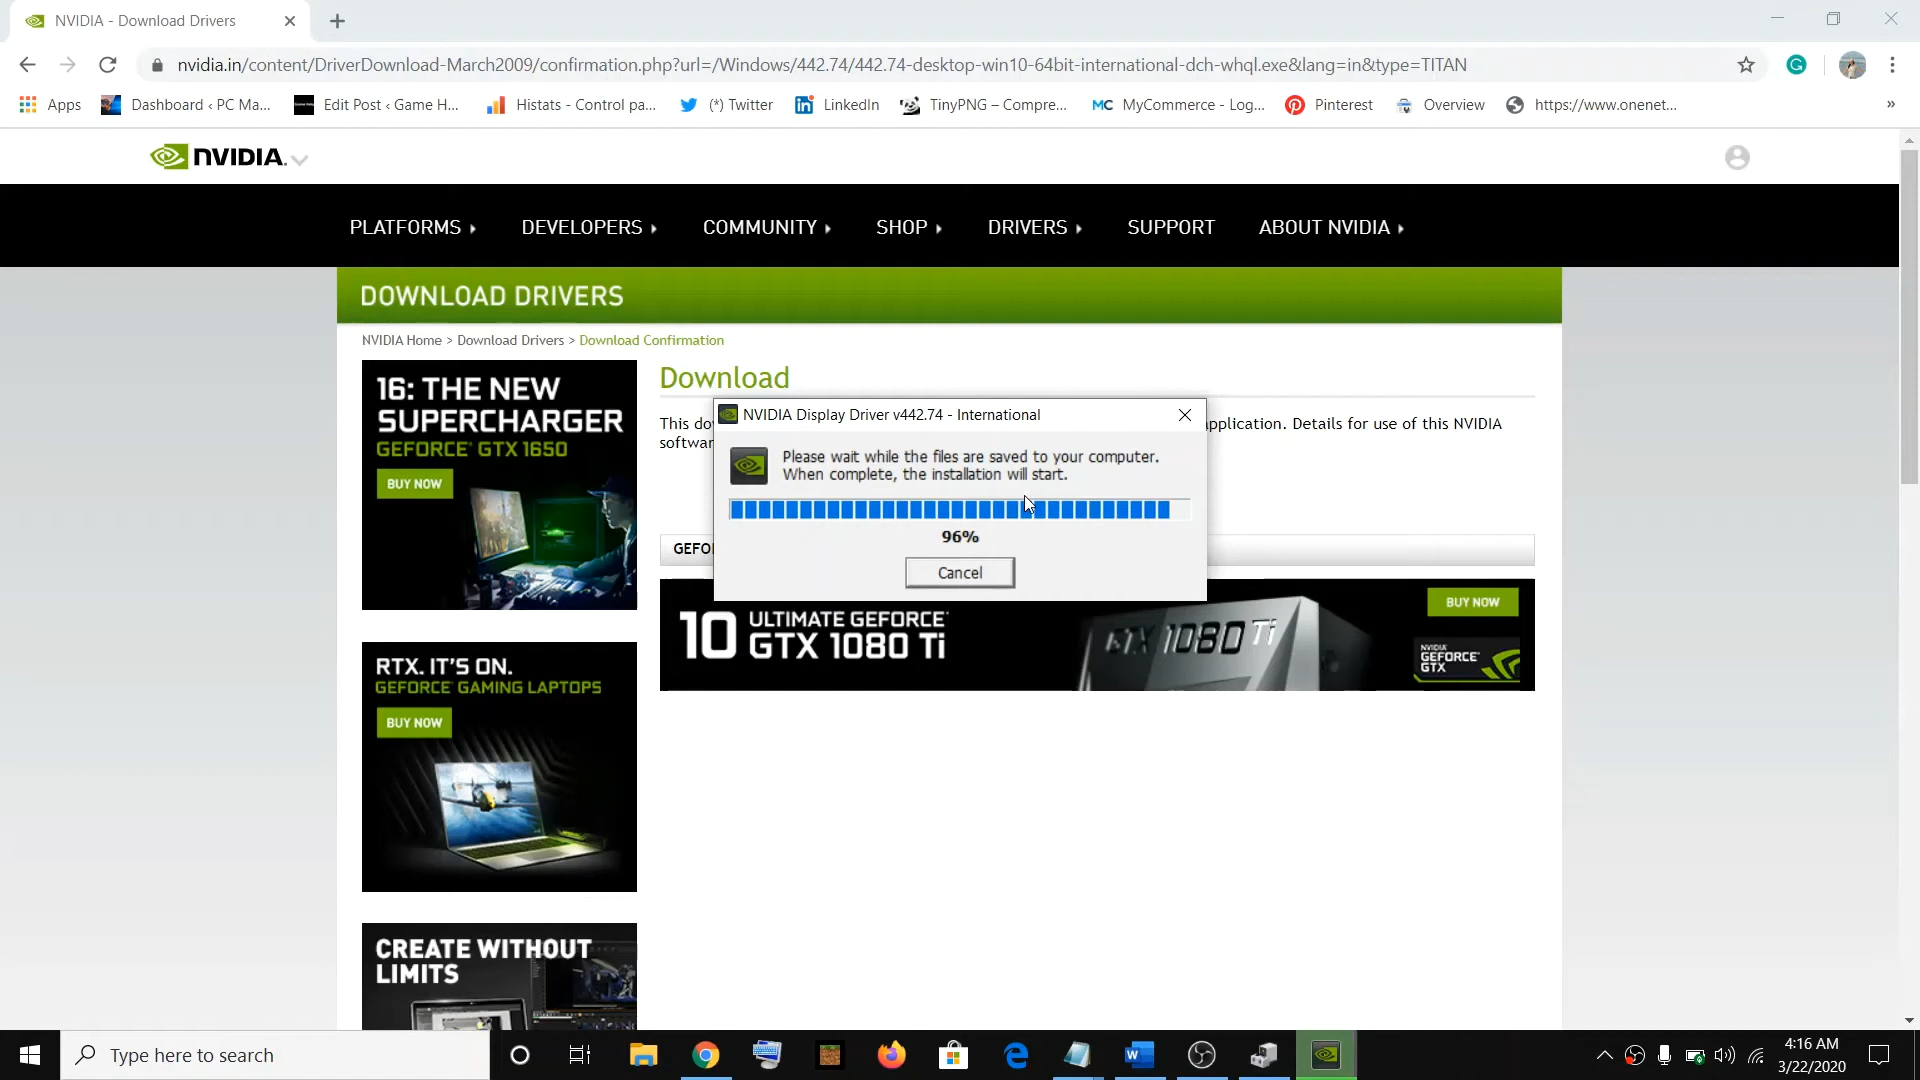 NVIDIA - Download Drivers
nvidia.in/content/DriverDownload-March2009/confirmation.php?url=/Windows/442.74/442.74-desktop-win10-64bit-international-dch-whql.exe&lang=in&type=TITAN
Apps Dashboard ‹ PC Ma... Edit Post ‹ Game H... Histats - Control pa... (*) Twitter LinkedIn TinyPNG – Compre... MyCommerce - Log... Pinterest Overview https://www.onenet... »
NVIDIA.
PLATFORMS DEVELOPERS COMMUNITY SHOP DRIVERS SUPPORT ABOUT NVIDIA
DOWNLOAD DRIVERS
NVIDIA Home > Download Drivers > Download Confirmation
16: THE NEW
SUPERCHARGER
GEFORCE® GTX 1650
BUY NOW
Download
This do
pplication. Details for use of this NVIDIA
softwar
NVIDIA Display Driver v442.74 - International
Please wait while the files are saved to your computer.
When complete, the installation will start.
96%
Cancel
GEFO
10 ULTIMATE GEFORCE®
GTX 1080 Ti
GTX 1080 Ti
BUY NOW
NVIDIA
GEFORCE®
GTX
RTX. IT'S ON.
GEFORCE GAMING LAPTOPS
BUY NOW
CREATE WITHOUT
LIMITS
Type here to search
4:16 AM
3/22/2020